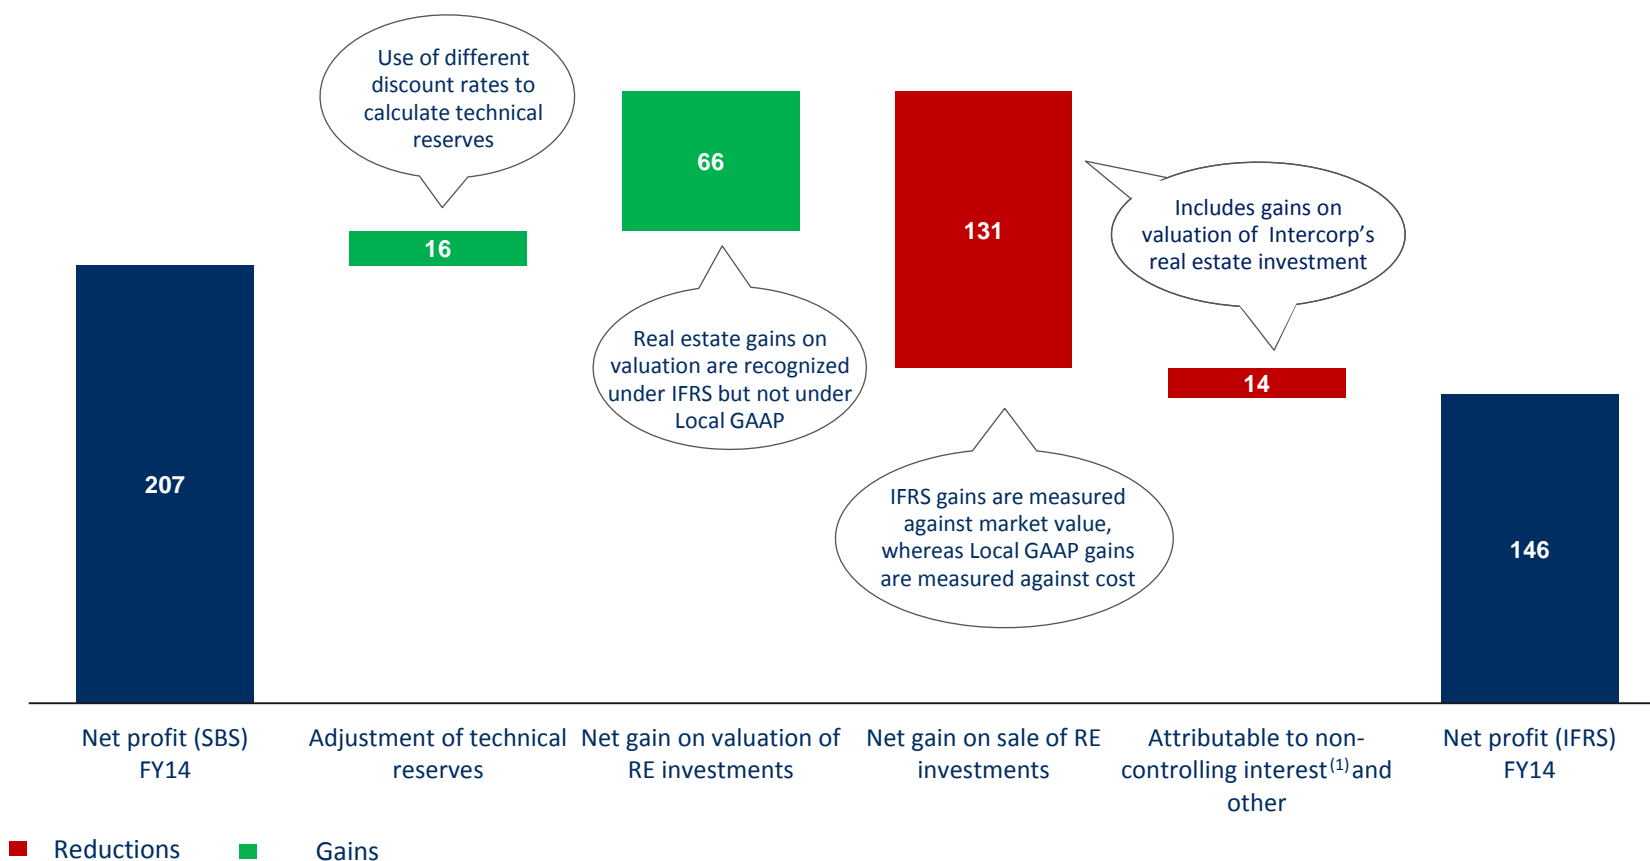 Use of different
discount rates to
calculate technical
reserves
66
16
131
Includes gains on
valuation of Intercorp’s
real estate investment
Real estate gains on
valuation are recognized
under IFRS but not under
Local GAAP
14
207
IFRS gains are measured
against market value,
whereas Local GAAP gains
are measured against cost
146
Net profit (SBS)
FY14
Adjustment of technical
reserves
Net gain on valuation of
RE investments
Net gain on sale of RE
investments
Attributable to non-
controlling interest(1) and
other
Net profit (IFRS)
FY14
Reductions
Gains